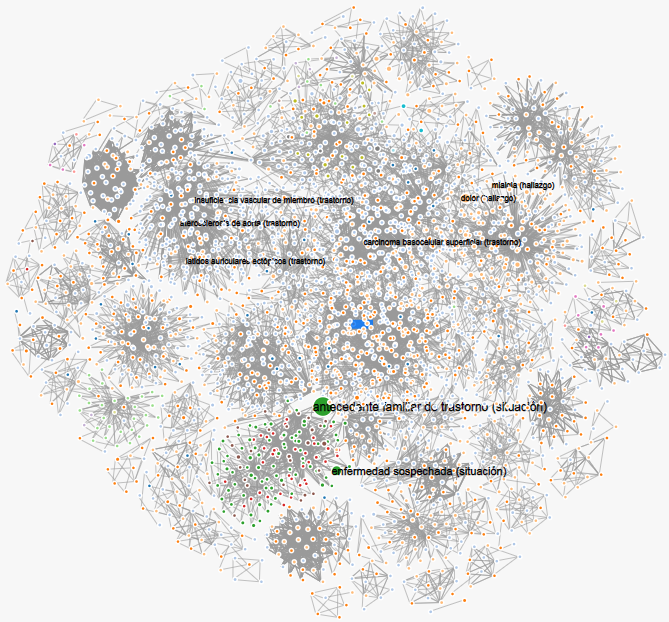 mialgia (hallazgo)
dolor (hallazgo)
insuficiencia vascular de miembro (trastorno)
aterosclerosis de aorta (trastorno)
carcinoma basocelular superficial (trastorno)
latidos auriculares ectópicos (trastorno)
antecedente familiar de trastorno (situación)
enfermedad sospechada (situación)